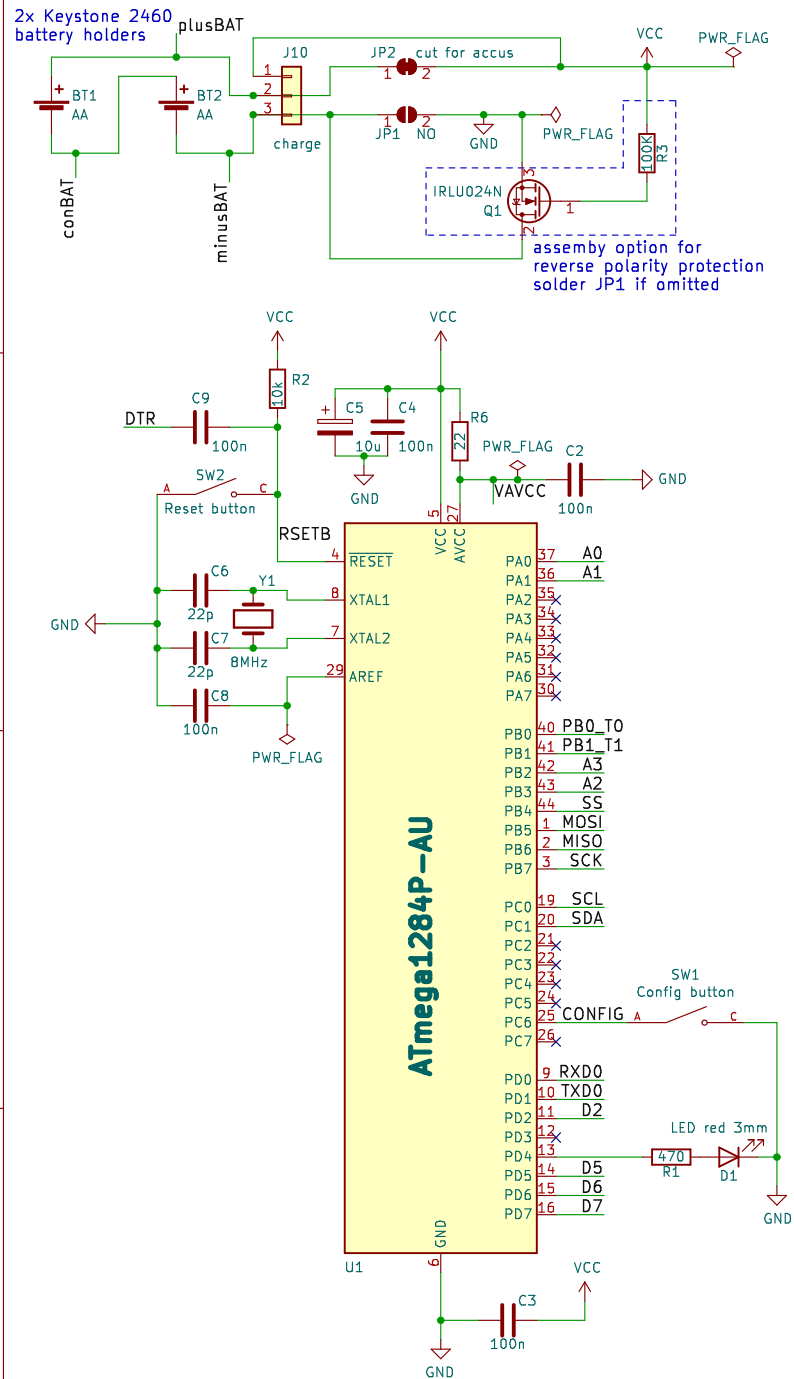 2x Keystone 2460
battery holders
plusBAT
BT1
AA
BT2
AA
conBAT
minusBAT
J10
1
2
3
charge
JP2 cut for accus
1 2
JP1 NO
1 2
GND
PWR_FLAG
VCC
PWR_FLAG
100K
R3
IRLU024N
Q1
3
1
2
assemby option for
reverse polarity protection
solder JP1 if omitted
VCC
R2
10k
C9
DTR
100n
SW2
A C
Reset button
RSETB
VCC
C5
10u
C4
100n
GND
R6
22
PWR_FLAG
VAVCC
C2
100n
GND
C6
22p
Y1
8MHz
C7
22p
C8
100n
GND
PWR_FLAG
5 VCC
27 AVCC
4 RESET
8 XTAL1
7 XTAL2
29 AREF
ATmega1284P-AU
PA0 37 A0
PA1 36 A1
PA2 35
PA3 34
PA4 33
PA5 32
PA6 31
PA7 30
PB0 40 PB0_T0
PB1 41 PB1_T1
PB2 42 A3
PB3 43 A2
PB4 44 SS
PB5 1 MOSI
PB6 2 MISO
PB7 3 SCK
PC0 19 SCL
PC1 20 SDA
PC2 21
PC3 22
PC4 23
PC5 24
PC6 25 CONFIG
PC7 26
SW1
Config button
A C
PD0 9 RXD0
PD1 10 TXD0
PD2 11 D2
PD3 12
PD4 13
PD5 14 D5
PD6 15 D6
PD7 16 D7
LED red 3mm
470
R1
D1
GND
GND
6
U1
VCC
C3
100n
GND